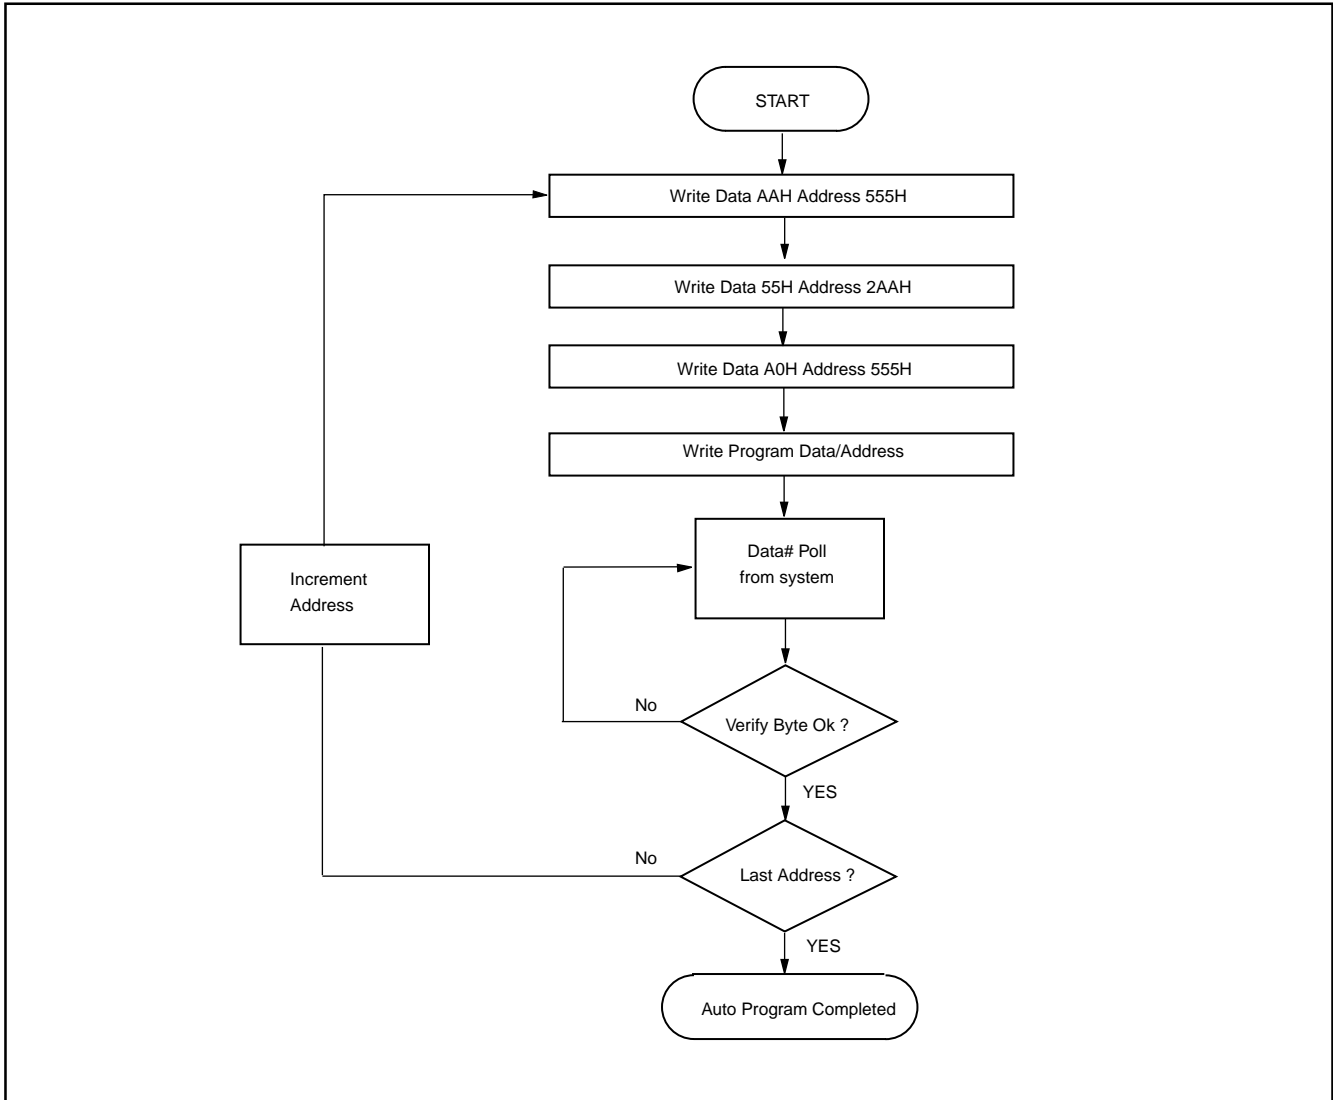 START
Write Data AAH Address 555H
Write Data 55H Address 2AAH
Write Data A0H Address 555H
Write Program Data/Address
Data# Poll
from system
Increment
Address
No
Verify Byte Ok ?
YES
No
Last Address ?
YES
Auto Program Completed